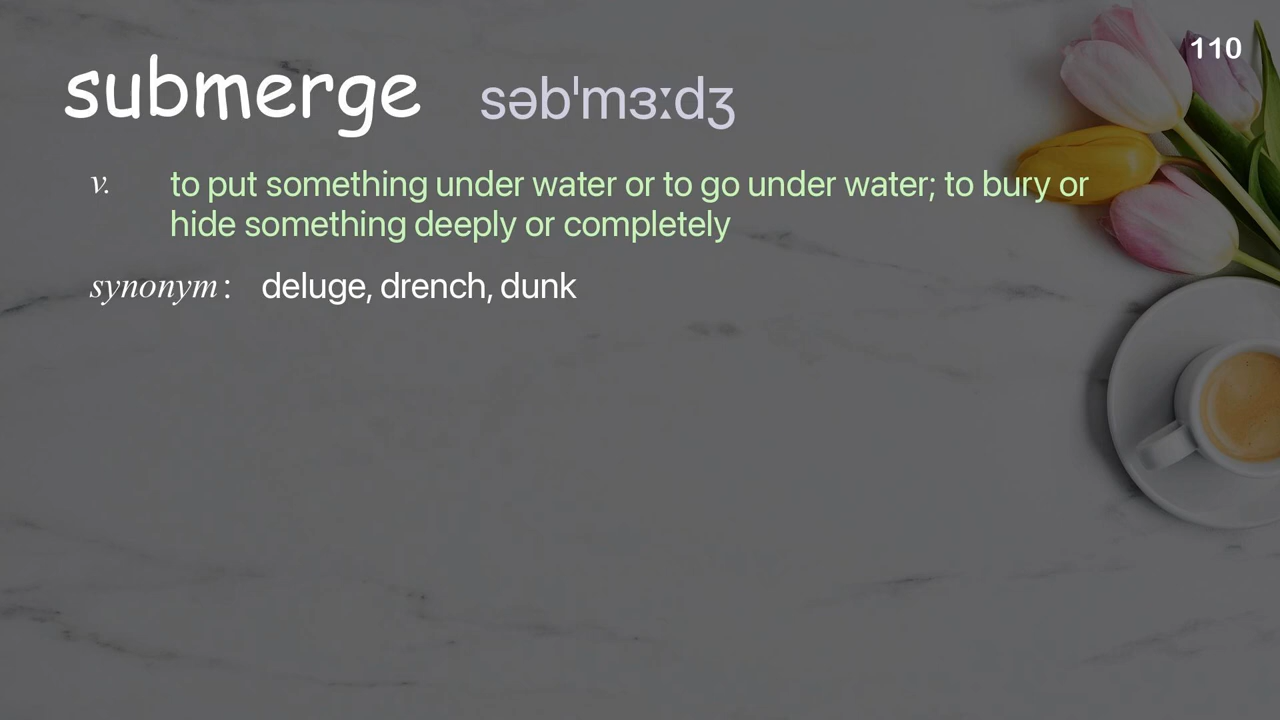 110
submerge səbˈmɜːdʒ
v. to put something under water or to go under water; to bury or
hide something deeply or completely
synonym : deluge, drench, dunk